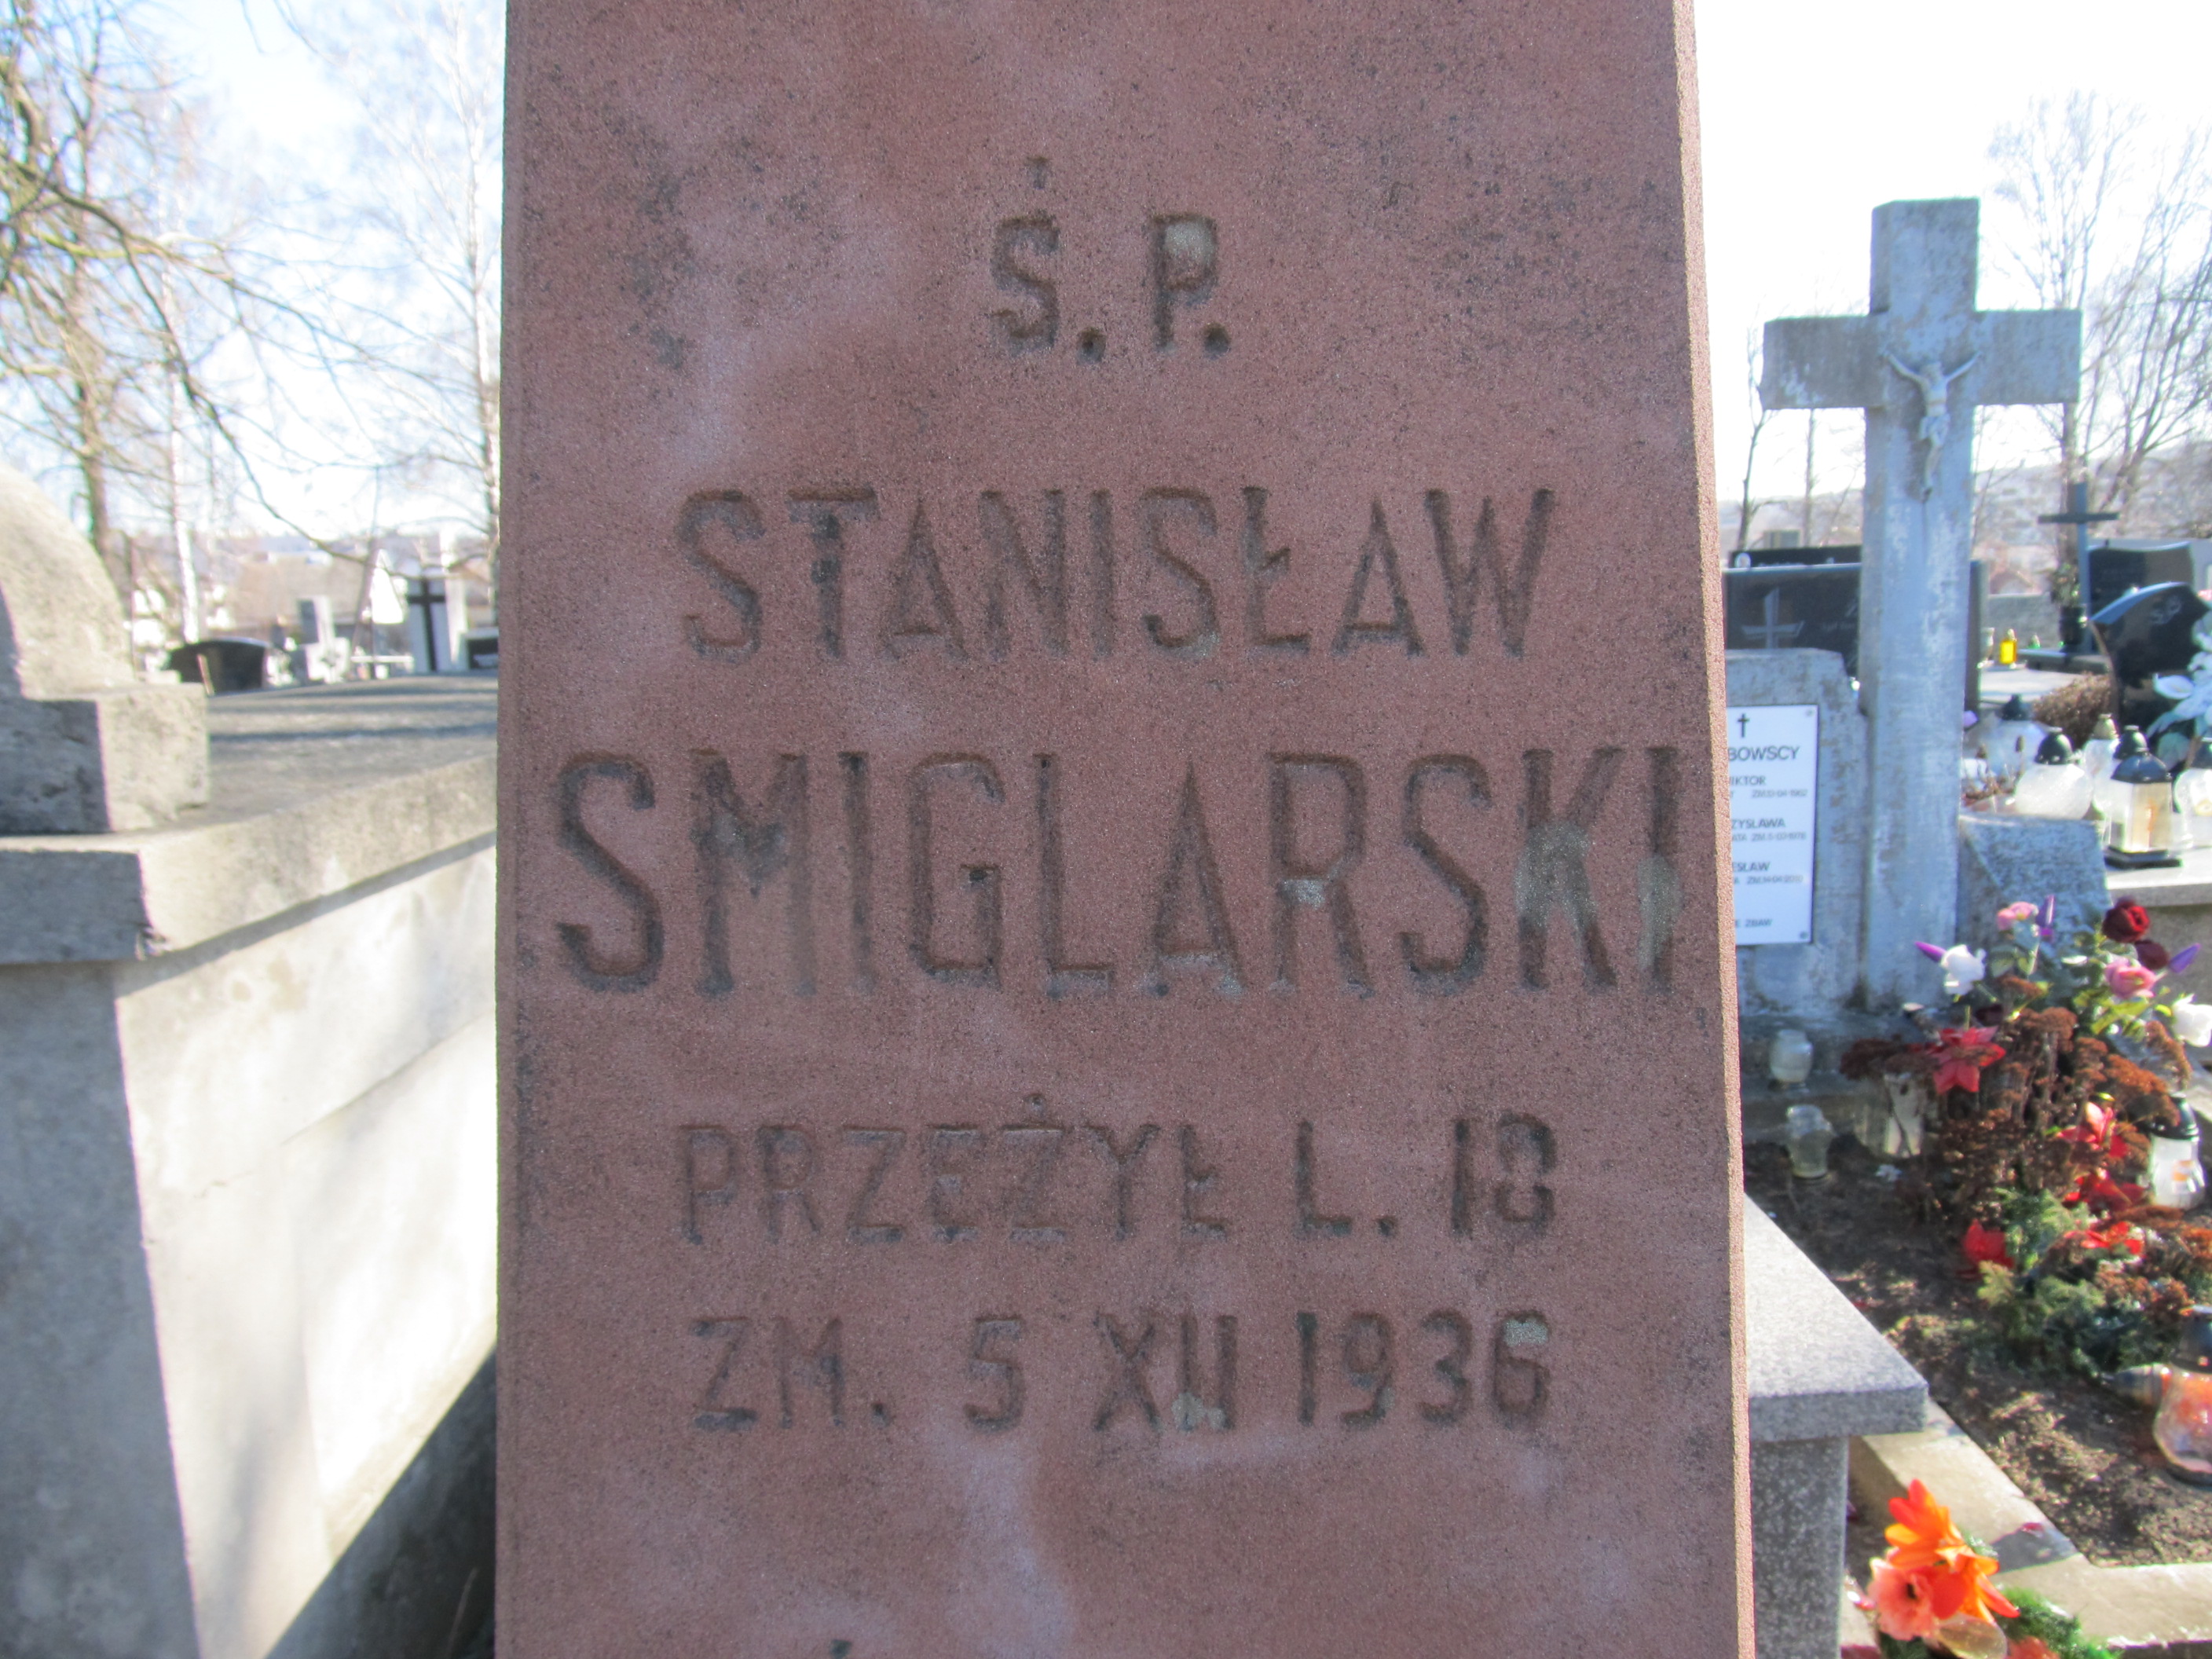 Ś. P.
STANISŁAW
SMIGLARSKI
PRZEŻYŁ L. 18
ZM. 5 XII 1936